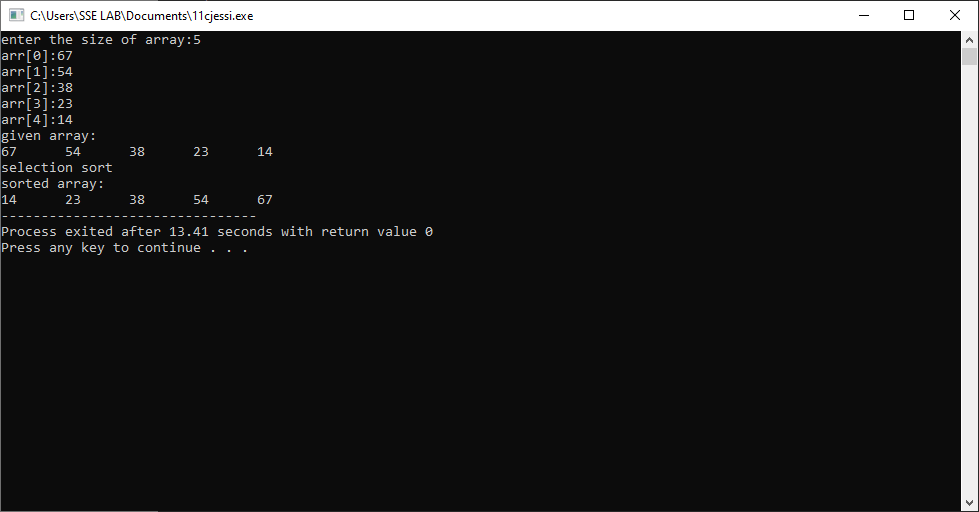 C:\Users\SSE LAB\Documents\11cjessi.exe
enter the size of array:5
arr[0]:67
arr[1]:54
arr[2]:38
arr[3]:23
arr[4]:14
given array:
67      54      38      23      14
selection sort
sorted array:
14      23      38      54      67
--------------------------------
Process exited after 13.41 seconds with return value 0
Press any key to continue . . .